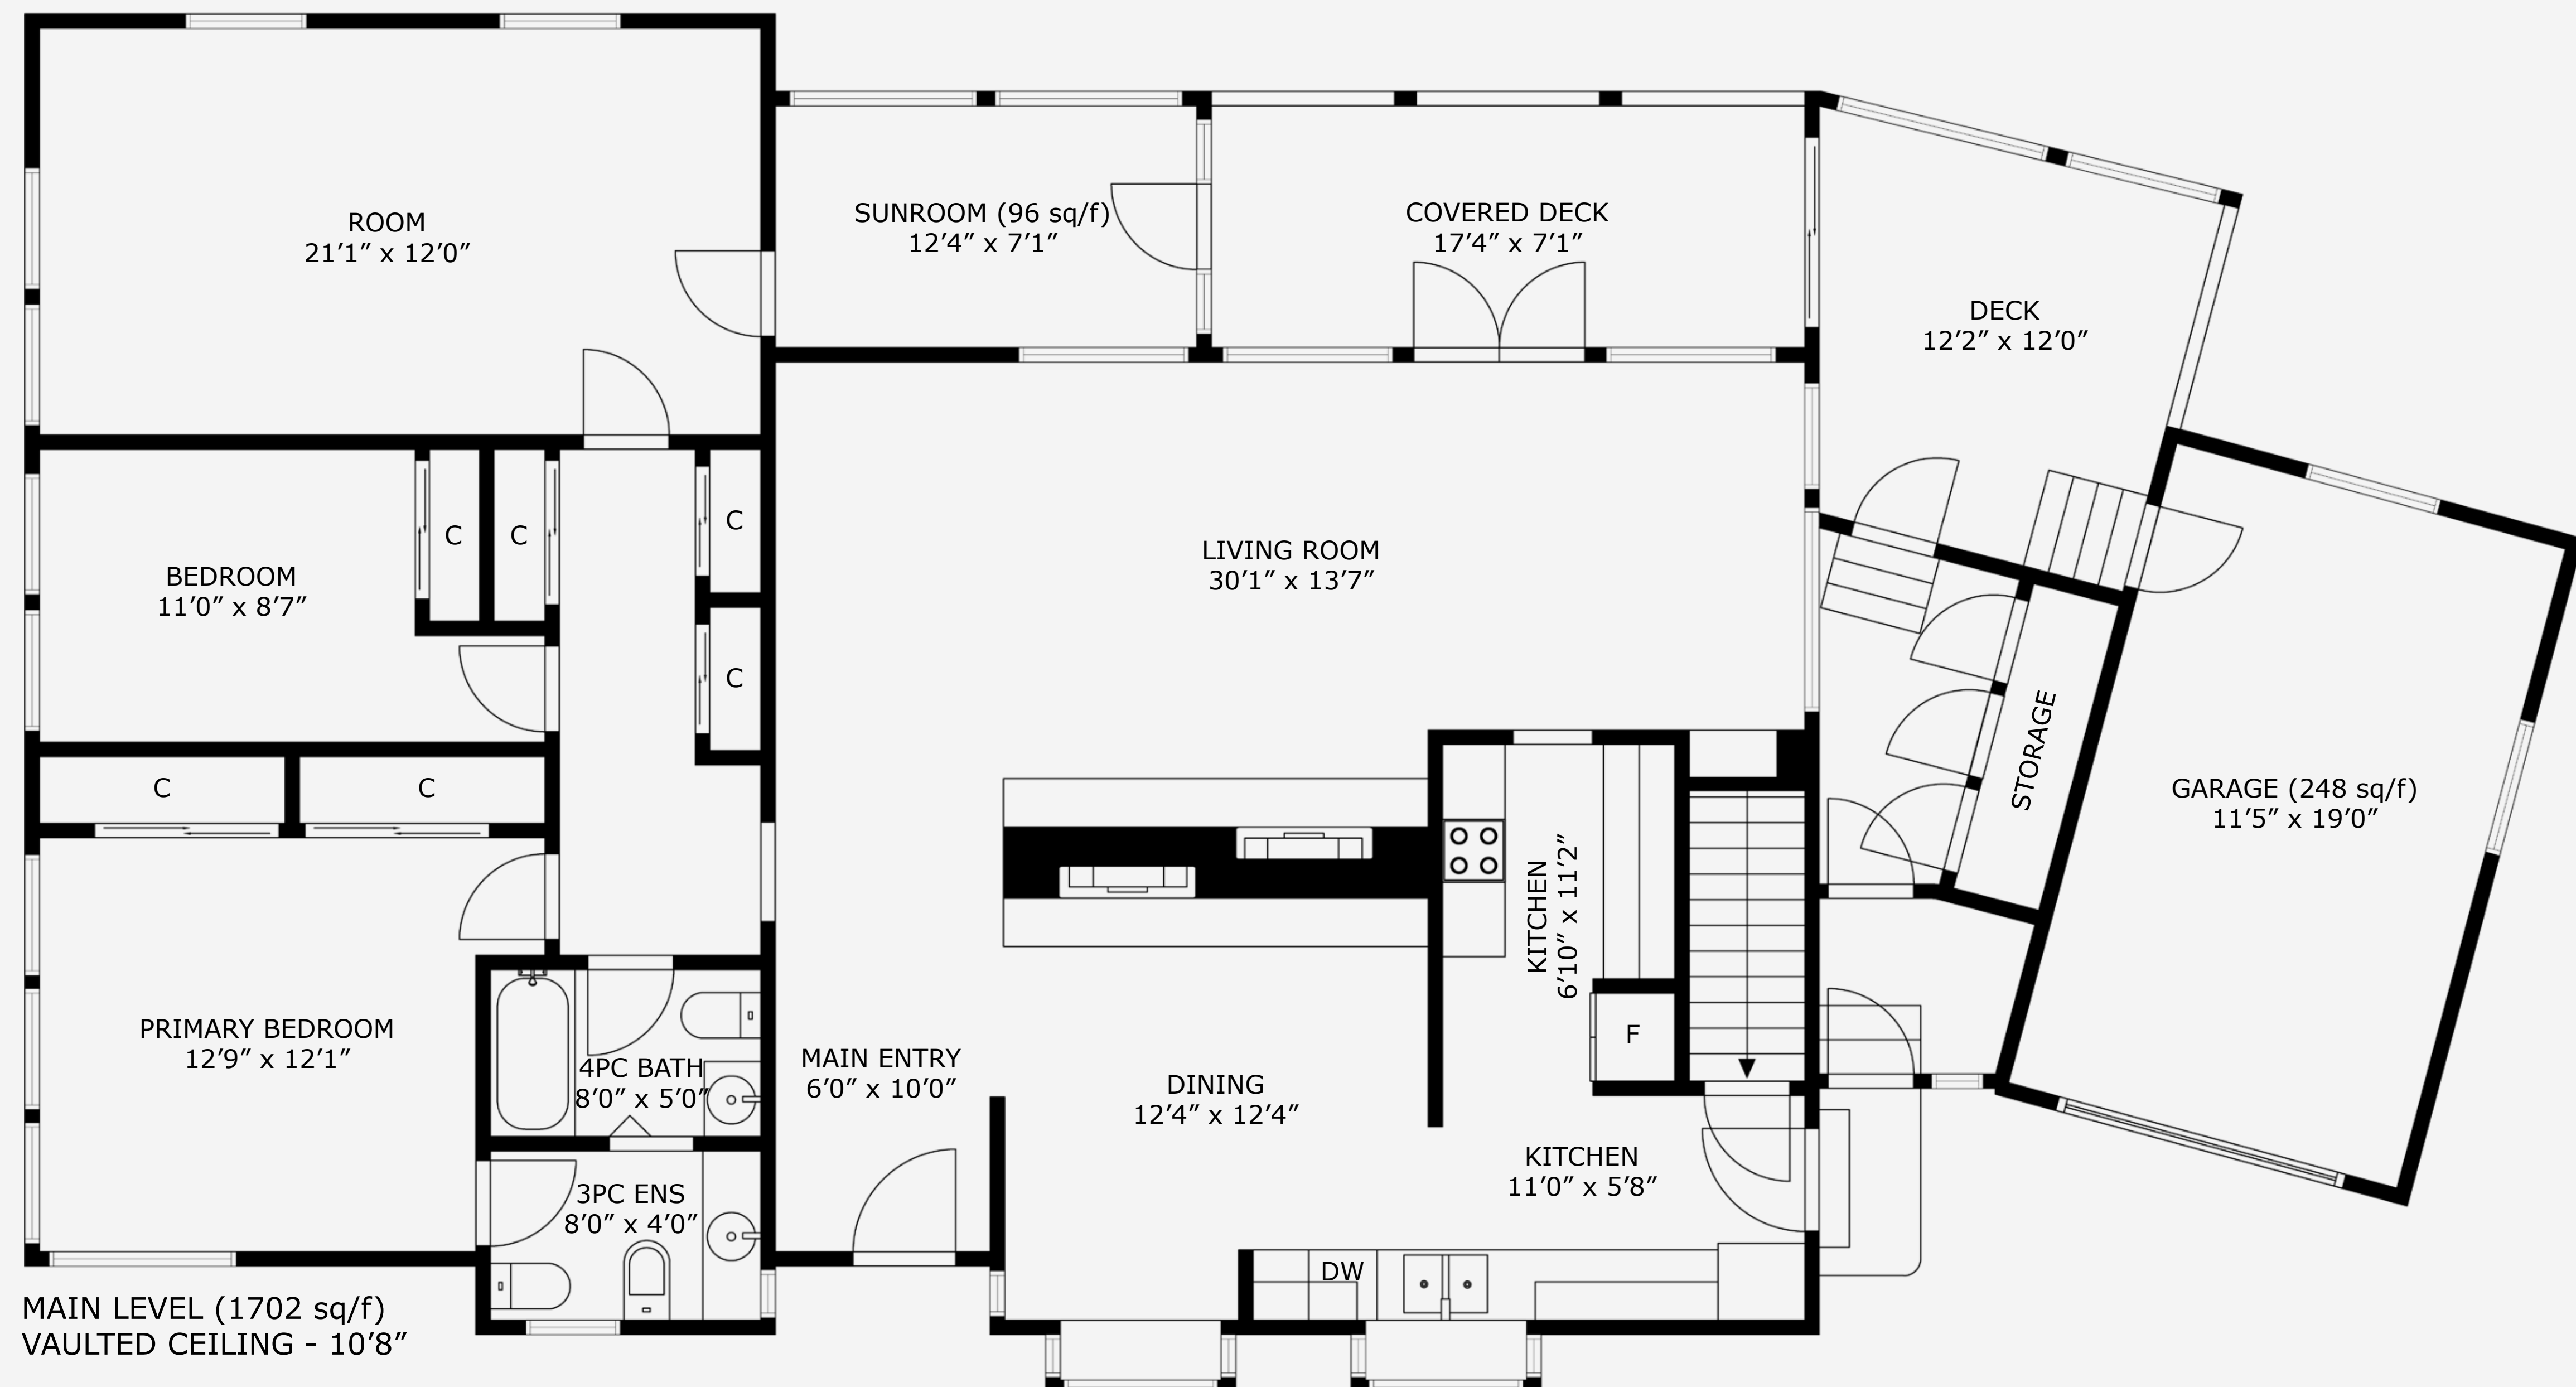 ROOM
21′1″ x 12′0″
SUNROOM (96 sq/f)
12′4″ x 7′1″
COVERED DECK
17′4″ x 7′1″
DECK
12′2″ x 12′0″
C
C
C
BEDROOM
11′0″ x 8′7″
LIVING ROOM
30′1″ x 13′7″
C
C
C
STORAGE
GARAGE (248 sq/f)
11′5″ x 19′0″
KITCHEN
6′10″ x 11′2″
F
PRIMARY BEDROOM
12′9″ x 12′1″
4PC BATH
8′0″ x 5′0″
MAIN ENTRY
6′0″ x 10′0″
DINING
12′4″ x 12′4″
KITCHEN
11′0″ x 5′8″
3PC ENS
8′0″ x 4′0″
DW
MAIN LEVEL (1702 sq/f)
VAULTED CEILING - 10′8″